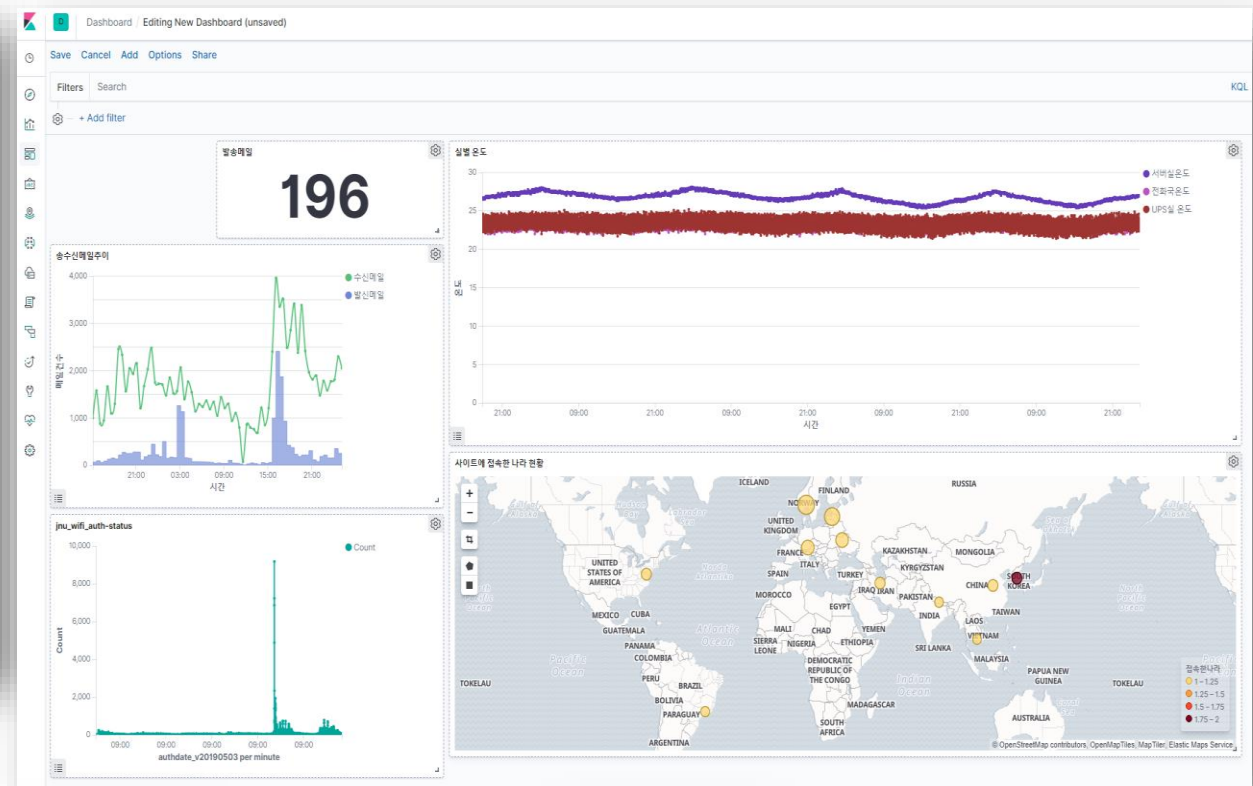 D Dashboard / Editing New Dashboard (unsaved)
Save Cancel Add Options Share
Filters Search KQL
+ Add filter
발송메일
196
송수신메일추이
4,000
3,000
2,000
1,000
0
메일건수
21:00 03:00 09:00 15:00 21:00
시간
수신메일
발신메일
jnu_wifi_auth-status
10,000
8,000
6,000
4,000
2,000
0
Count
09:00 09:00 09:00 09:00 09:00
authdate_v20190503 per minute
Count
실별 온도
30
25
20
15
10
5
0
온도
21:00 09:00 21:00 09:00 21:00 09:00 21:00 09:00 21:00
시간
서버실온도
전화국온도
UPS실 온도
사이트에 접속한 나라 현황
+
-
ICELAND
NORWAY
FINLAND
RUSSIA
UNITED
KINGDOM
FRANCE
ITALY
SPAIN
TURKEY
KAZAKHSTAN
KYRGYZSTAN
MONGOLIA
UNITED
STATES OF
AMERICA
MOROCCO
IRAQ IRAN
PAKISTAN
CHINA
SOUTH
KOREA
EGYPT
INDIA
TAIWAN
LAOS
MEXICO CUBA
GUATEMALA
Atlantic
Ocean
MALI CHAD YEMEN
VIETNAM
SIERRA
LEONE
NIGERIA
ETHIOPIA
SRI LANKA
PANAMA
COLOMBIA
DEMOCRATIC
REPUBLIC OF
THE CONGO
MALAYSIA
Pacific
Ocean
PERU
BRAZIL
Indian
Ocean
PAPUA NEW
GUINEA
TOKELAU
TOKELAU
BOLIVIA
PARAGUAY
MADAGASCAR
AUSTRALIA
SOUTH
AFRICA
ARGENTINA
접속한나라
1 – 1.25
1.25 – 1.5
1.5 – 1.75
1.75 – 2
© OpenStreetMap contributors, OpenMapTiles, MapTiler, Elastic Maps Service